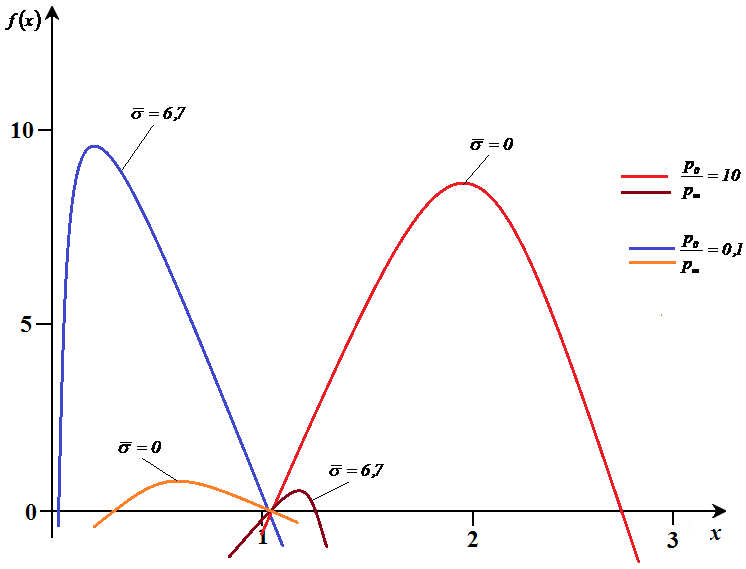 f(x)
σ̅ = 6,7
10
σ̅ = 0
p₀/p∞ = 10
p₀/p∞ = 0,1
5
σ̅ = 0
σ̅ = 6,7
0
1
2
3
x